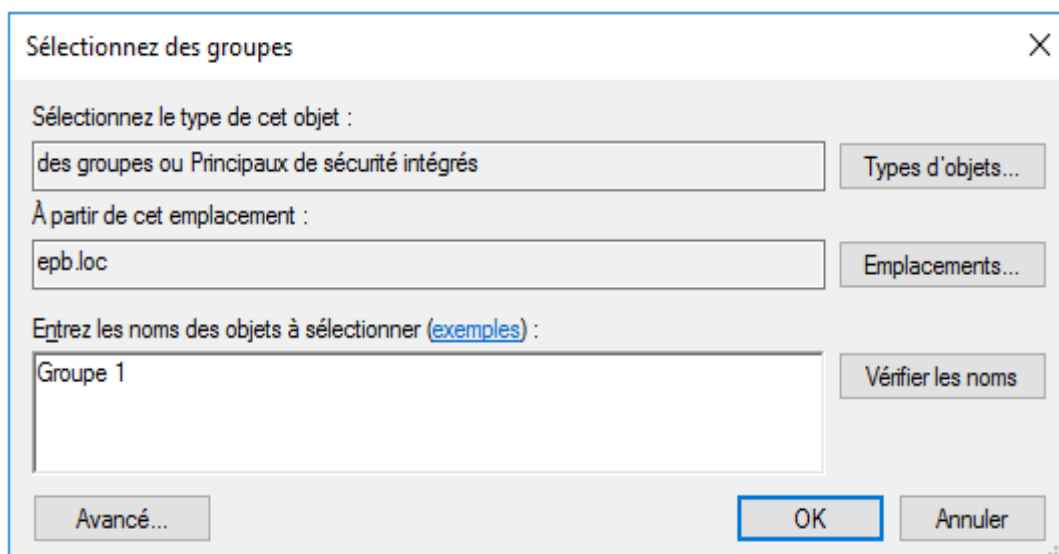 Sélectionnez des groupes
Sélectionnez le type de cet objet :
des groupes ou Principaux de sécurité intégrés
Types d'objets...
À partir de cet emplacement :
epb.loc
Emplacements...
Entrez les noms des objets à sélectionner (exemples) :
Groupe 1
Vérifier les noms
Avancé...
OK
Annuler